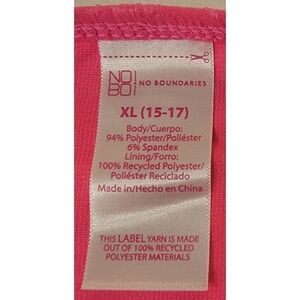 NO
BO
NO BOUNDARIES
XL (15-17)
Body/Cuerpo:
94% Polyester/Poliéster
6% Spandex
Lining/Forro:
100% Recycled Polyester/
Poliéster Reciclado
Made in/Hecho en China
THIS LABEL YARN IS MADE
OUT OF 100% RECYCLED
POLYESTER MATERIALS